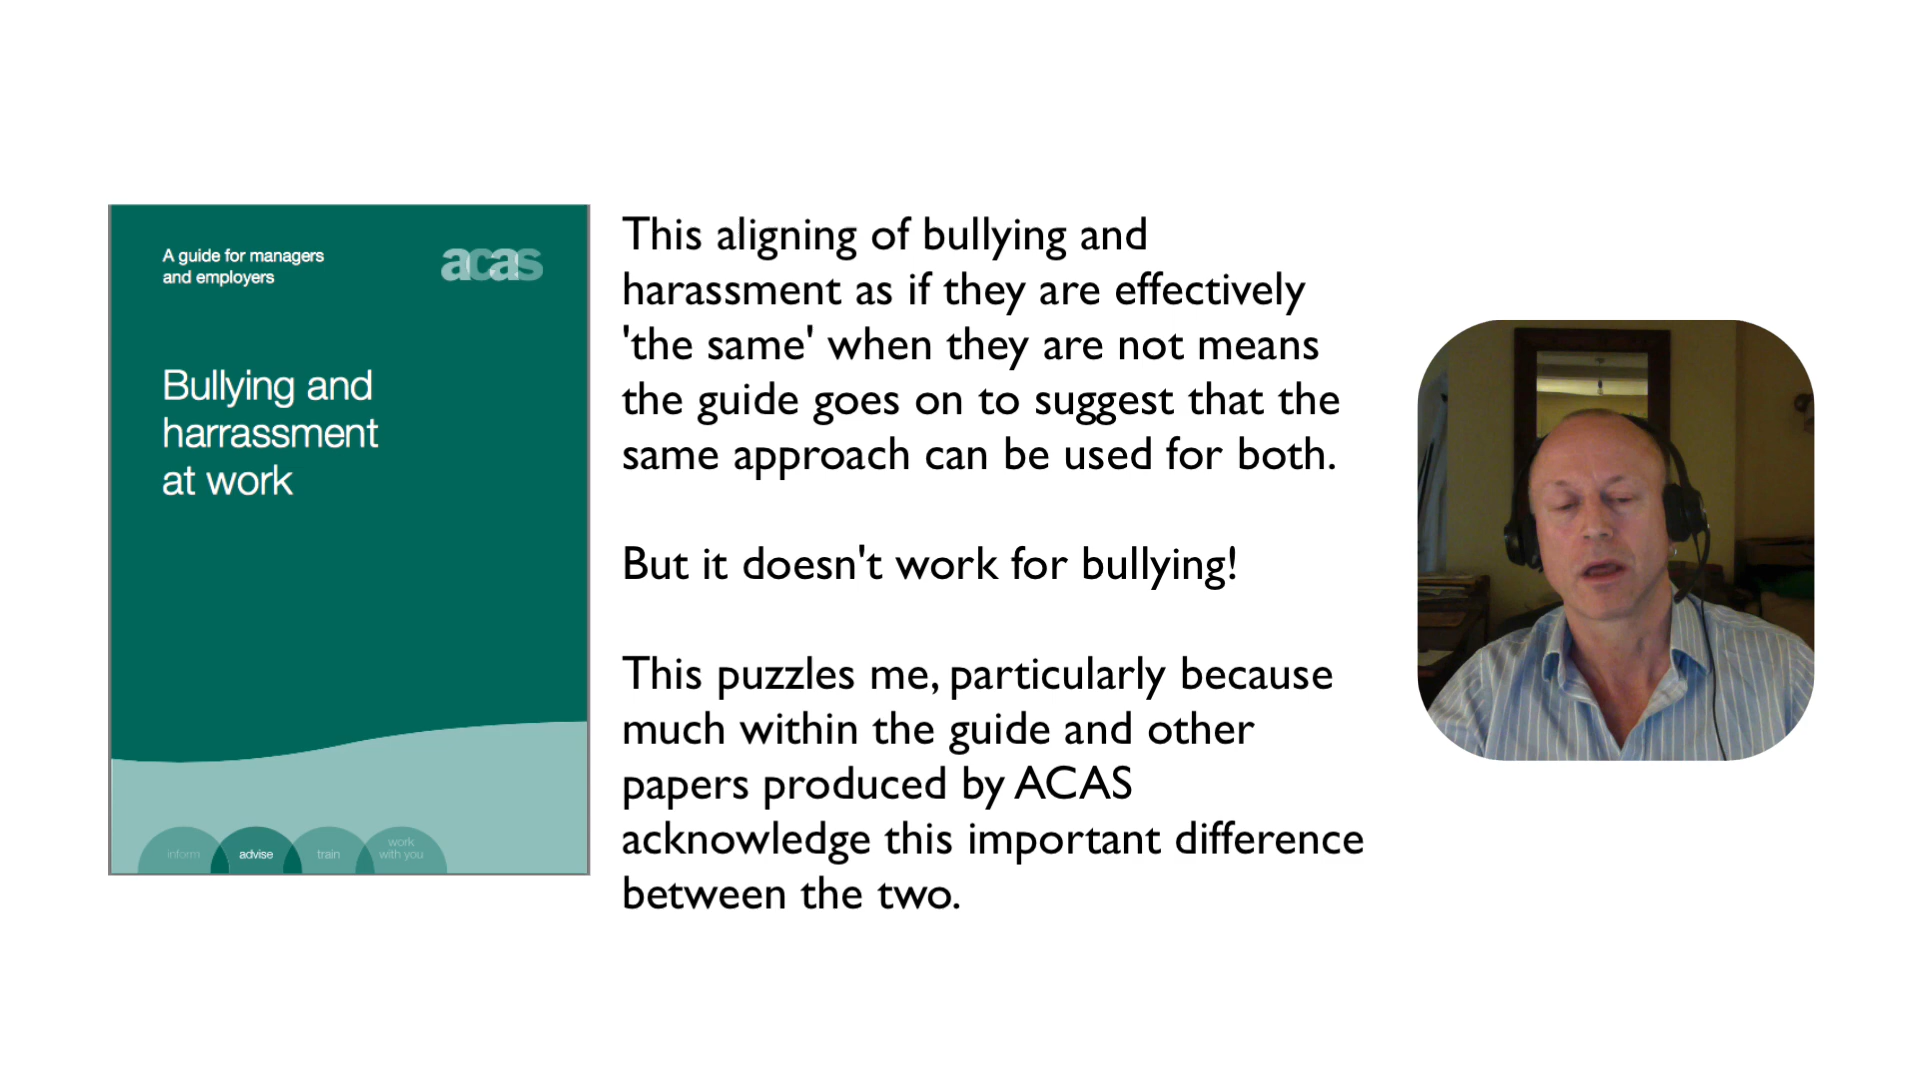 A guide for managers
and employers
acas
Bullying and
harrassment
at work
inform
advise
train
work
with you
This aligning of bullying and
harassment as if they are effectively
'the same' when they are not means
the guide goes on to suggest that the
same approach can be used for both.
But it doesn't work for bullying!
This puzzles me, particularly because
much within the guide and other
papers produced by ACAS
acknowledge this important difference
between the two.